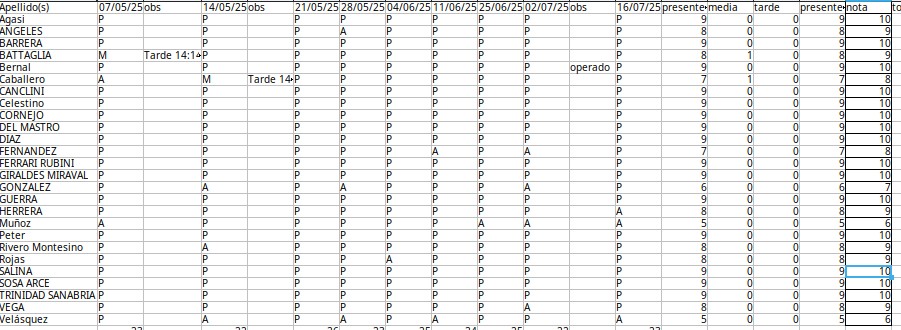 Apellido(s) 07/05/25 obs 14/05/25 obs 21/05/25 28/05/25 04/06/25 11/06/25 25/06/25 02/07/25 obs 16/07/25 presente media tarde presente nota to
Agasi P P P P P P P P P 9 0 0 9 10
ANGELES P P P A P P P P P 8 0 0 8 9
BARRERA P P P P P P P P P 9 0 0 9 10
BATTAGLIA M Tarde 14:1 P P P P P P P P 8 1 0 8 9
Bernal P P P P P P P P operado P 9 0 0 9 10
Caballero A M Tarde 14 P P P P P P P 7 1 0 7 8
CANCLINI P P P P P P P P P 9 0 0 9 10
Celestino P P P P P P P P P 9 0 0 9 10
CORNEJO P P P P P P P P P 9 0 0 9 10
DEL MASTRO P P P P P P P P P 9 0 0 9 10
DIAZ P P P P P P P P P 9 0 0 9 10
FERNANDEZ P P P P P A P A P 7 0 0 7 8
FERRARI RUBINI P P P P P P P P P 9 0 0 9 10
GIRALDES MIRAVAL P P P P P P P P P 9 0 0 9 10
GONZALEZ P A P A P P P A P 6 0 0 6 7
GUERRA P P P P P P P P P 9 0 0 9 10
HERRERA P P P P P P P P A 8 0 0 8 9
Muñoz A P P P P P A A A 5 0 0 5 6
Peter P P P P P P P P P 9 0 0 9 10
Rivero Montesino P A P P P P P P P 8 0 0 8 9
Rojas P P P P A P P P P 8 0 0 8 9
SALINA P P P P P P P P P 9 0 0 9 10
SOSA ARCE P P P P P P P P P 9 0 0 9 10
TRINIDAD SANABRIA P P P P P P P P P 9 0 0 9 10
VEGA P P P P P P P A P 8 0 0 8 9
Velásquez P A P A P A P P A 5 0 0 5 6